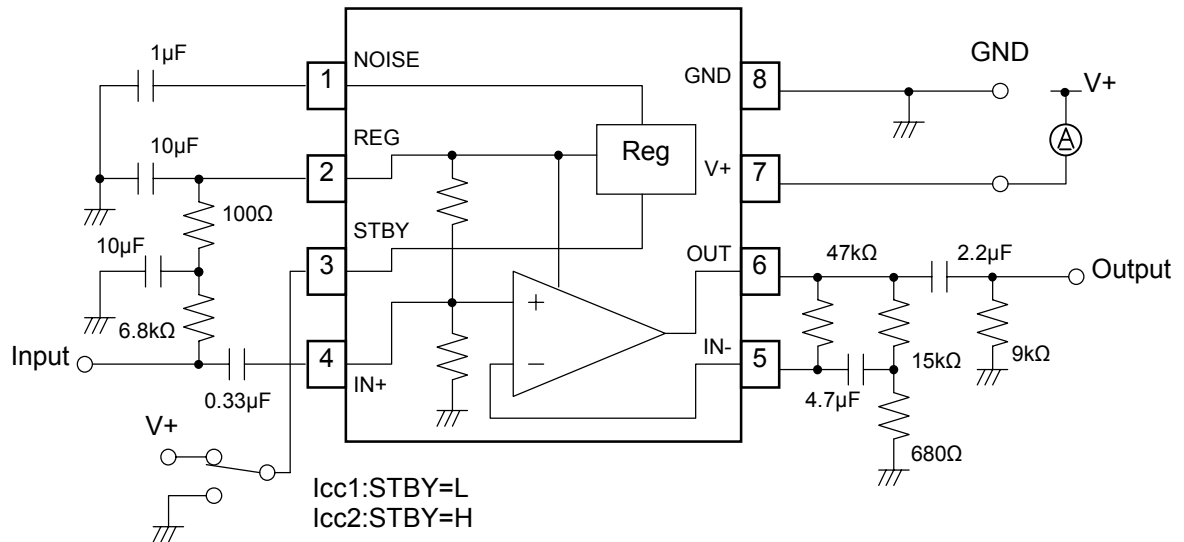 1µF
1
NOISE
GND
8
GND
V+
A
10µF
REG
2
Reg
V+
7
100Ω
STBY
3
10µF
OUT
6
47kΩ
2.2µF
Output
6.8kΩ
+
−
Input
4
IN+
0.33µF
IN-
5
4.7µF
15kΩ
9kΩ
680Ω
V+
Icc1:STBY=L
Icc2:STBY=H